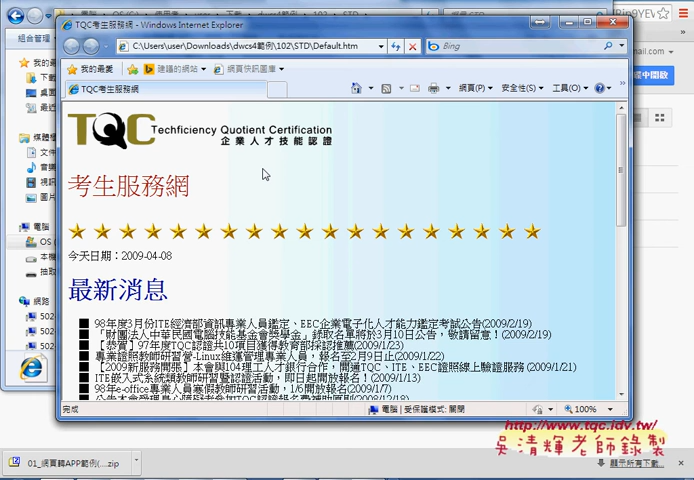 TQC考生服務網 - Windows Internet Explorer
C:\Users\user\Downloads\dwcs4範例\102\STD\Default.htm
Bing
組合管理
我的最愛
建議的網站
網頁快訊圖庫
TQC考生服務網
網頁(P)
安全性(S)
工具(O)
TQC Techficiency Quotient Certification
企業人才技能認證
考生服務網
今天日期：2009-04-08
最新消息
98年度3月份ITE經濟部資訊專業人員鑑定、EEC企業電子化人才能力鑑定考試公告(2009/2/19)
「財團法人中華民國電腦技能基金會獎學金」錄取名單將於3月10日公告，敬請留意！(2009/2/19)
【恭賀】97年度TQC認證共10項目獲得教育部採認推薦(2009/1/23)
專業證照教師研習營-Linux維運管理專業人員，報名至2月9日止(2009/1/22)
【2009新服務開張】本會與104理工人才銀行合作，開通TQC、ITE、EEC證照線上驗證服務 (2009/1/21)
ITE嵌入式系統類教師研習暨認證活動，即日起開放報名！(2009/1/13)
98年e-office專業人員寒假教師研習活動，1/6開放報名！(2009/1/7)
完成
電腦 | 受保護模式: 關閉
100%
電腦
網路
http://www.tqc.idv.tw/
吳清輝老師錄製
01_網頁轉APP範例(....zip
顯示所有下載...